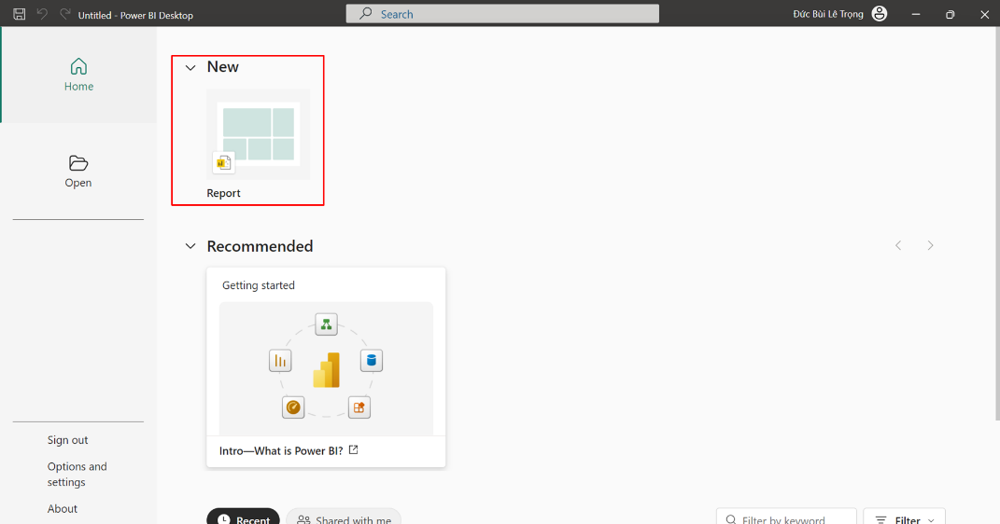 Untitled - Power BI Desktop
Search
Đức Bùi Lê Trọng
Home
Open
Sign out
Options and
settings
About
New
Report
Recommended
Getting started
Intro—What is Power BI?
Recent
Shared with me
Filter by keyword
Filter